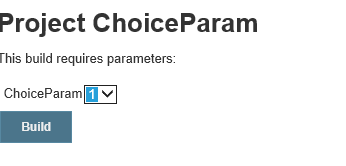 Project ChoiceParam
This build requires parameters:
ChoiceParam 1
Build